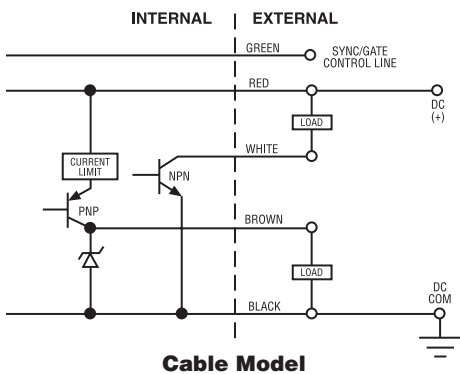 INTERNAL EXTERNAL
GREEN
SYNC/GATE
CONTROL LINE
RED
DC
(+)
LOAD
WHITE
CURRENT
LIMIT
NPN
PNP
BROWN
LOAD
DC
COM
BLACK
Cable Model